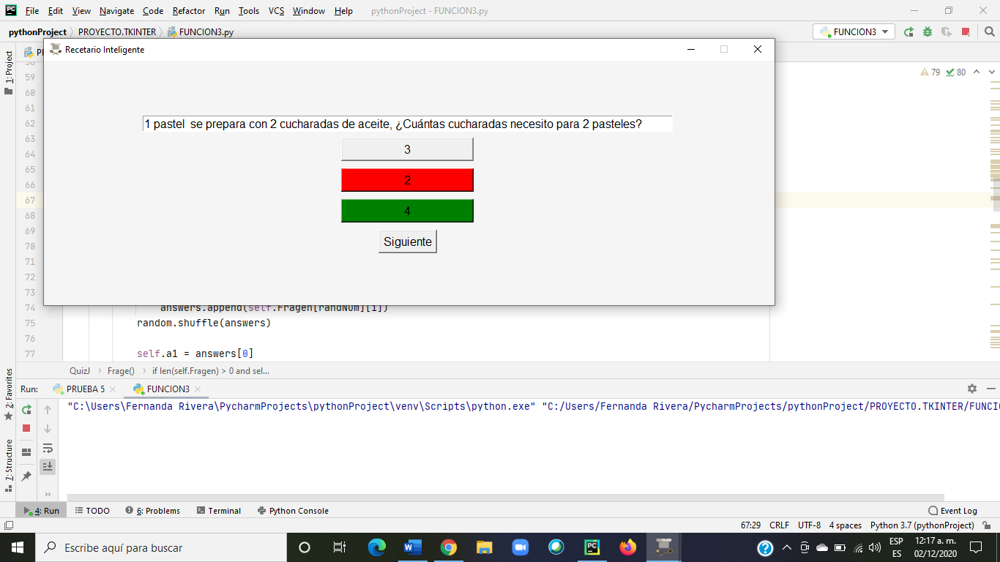 File Edit View Navigate Code Refactor Run Tools VCS Window Help pythonProject - FUNCION3.py
pythonProject PROYECTO.TKINTER FUNCION3.py FUNCION3
Recetario Inteligente
1: Project
79 80
59
60
61
62
63
64
65
66
67
68
69
70
71
72
73
1 pastel  se prepara con 2 cucharadas de aceite, ¿Cuántas cucharadas necesito para 2 pasteles?
3
2
4
Siguiente
74 answers.append(self.Fragen[randNum][i])
75 random.shuffle(answers)
76
77 self.a1 = answers[0]
QuizJ Frage() if len(self.Fragen) > 0 and sel...
2: Favorites
7: Structure
Run: PRUEBA 5 FUNCION3
"C:\Users\Fernanda Rivera\PycharmProjects\pythonProject\venv\Scripts\python.exe" "C:/Users/Fernanda Rivera/PycharmProjects/pythonProject/PROYECTO.TKINTER/FUNCIO
4: Run TODO 6: Problems Terminal Python Console Event Log
67:29 CRLF UTF-8 4 spaces Python 3.7 (pythonProject)
Escribe aquí para buscar
ESP 12:17 a. m.
ES 02/12/2020